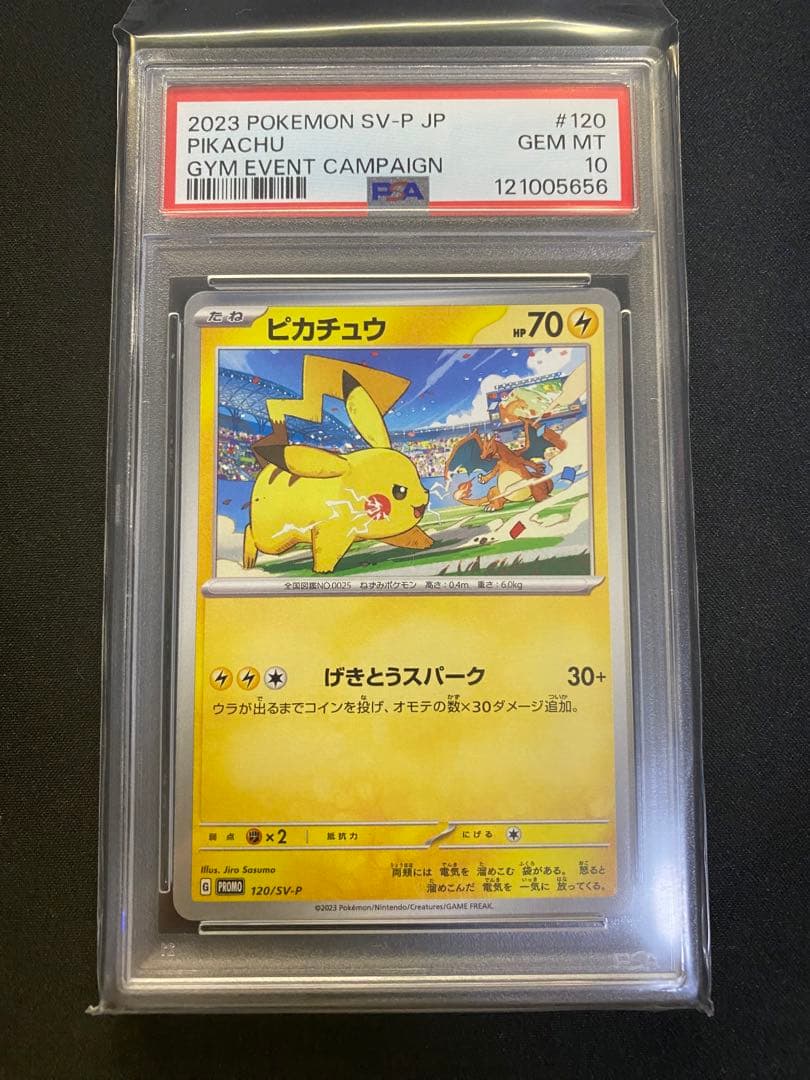 2023 POKEMON SV-P JP #120
PIKACHU GEM MT
GYM EVENT CAMPAIGN 10
PSA 121005656
たね ピカチュウ HP70
全国図鑑NO.0025 ねずみポケモン 高さ:0.4m 重さ:6.0kg
げきとうスパーク 30+
ウラが出るまでコインを投げ、オモテの数×30ダメージ追加。
弱点 ×2 抵抗力 にげる
Illus. Jiro Sasumo
両頬には 電気を 溜めこむ 袋がある。 怒ると
溜めこんだ 電気を 一気に 放ってくる。
G PROMO 120/SV-P
©2023 Pokémon/Nintendo/Creatures/GAME FREAK.
PSA